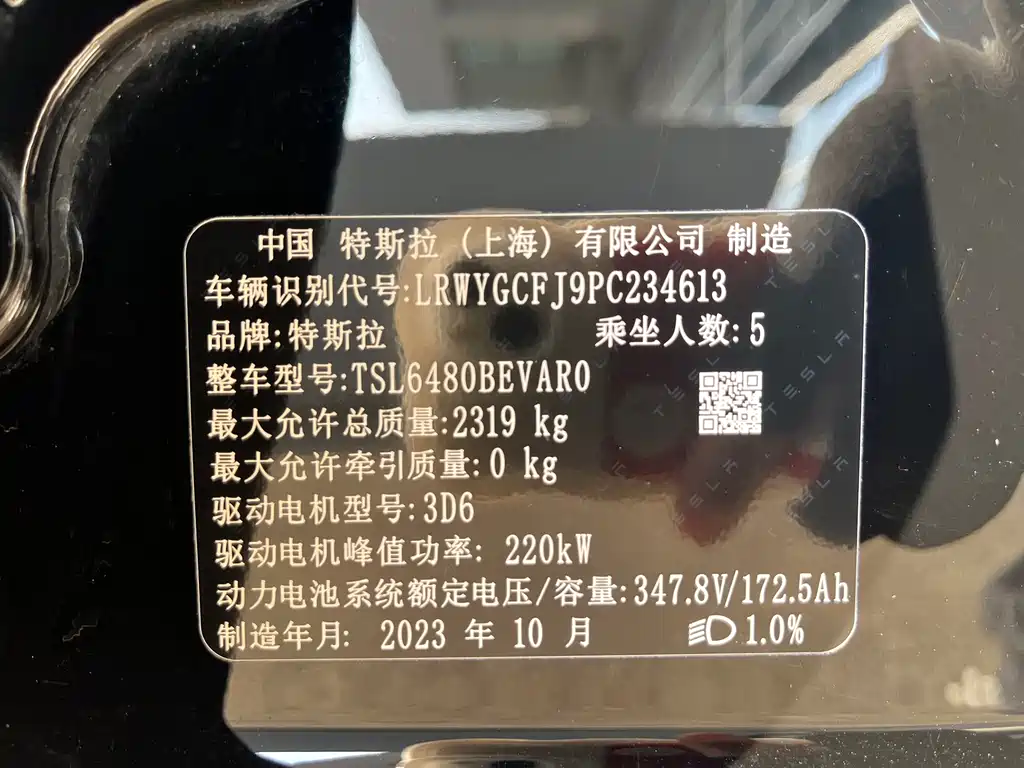 中国 特斯拉 (上海) 有限公司 制造
车辆识别代号:LRWYGCFJ9PC234613
品牌:特斯拉 乘坐人数:5
整车型号:TSL6480BEVAR0
最大允许总质量:2319 kg
最大允许牵引质量:0 kg
驱动电机型号:3D6
驱动电机峰值功率: 220kW
动力电池系统额定电压/容量:347.8V/172.5Ah
制造年月: 2023 年 10 月 1.0%
TESLA
TESLA
TESLA
TESLA
TESLA